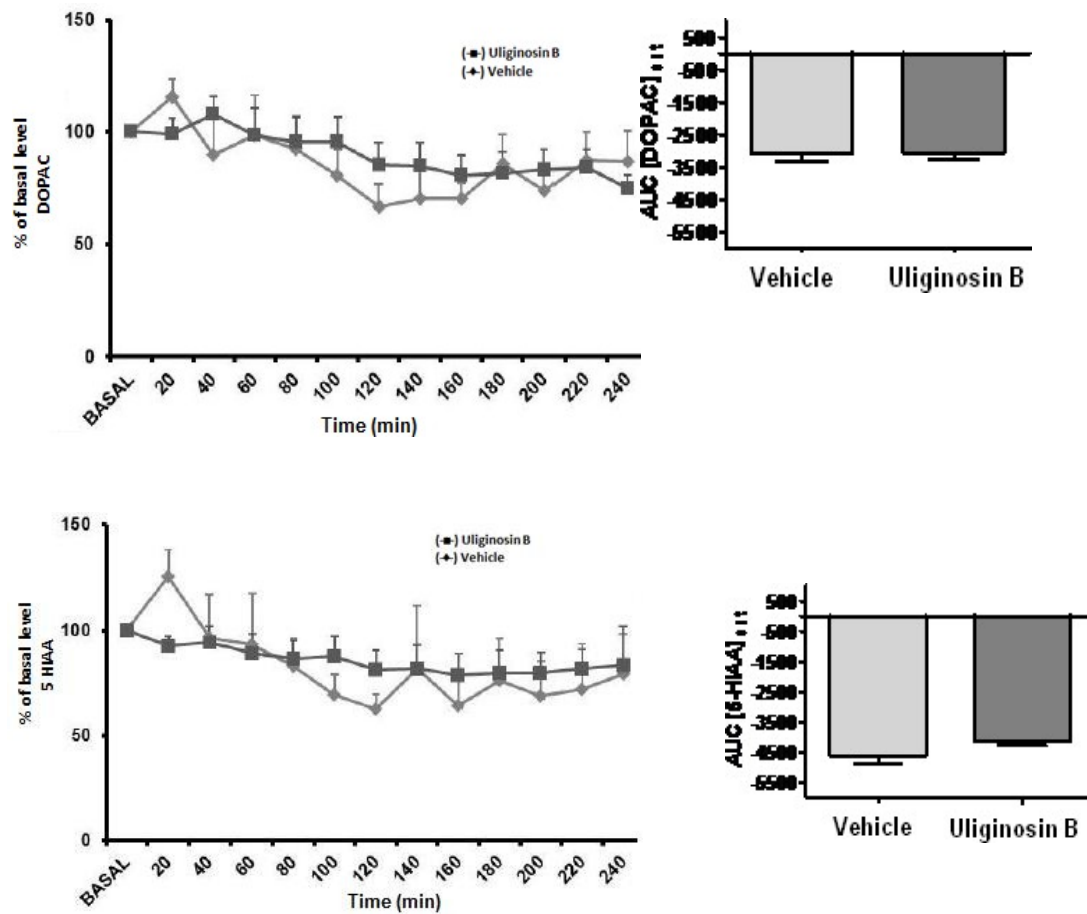 150
100
50
0
% of basal level
DOPAC
(-■-) Uliginosin B
(-◆-) Vehicle
BASAL 20 40 60 80 100 120 140 160 180 200 220 240
Time (min)
500
-500
-1500
-2500
-3500
-4500
-5500
AUC [DOPAC]
Vehicle Uliginosin B
150
100
50
0
% of basal level
5 HIAA
(-■-) Uliginosin B
(-◆-) Vehicle
BASAL 20 40 60 80 100 120 140 160 180 200 220 240
Time (min)
500
-500
-1500
-2500
-3500
-4500
-5500
AUC [5-HIAA]
Vehicle Uliginosin B